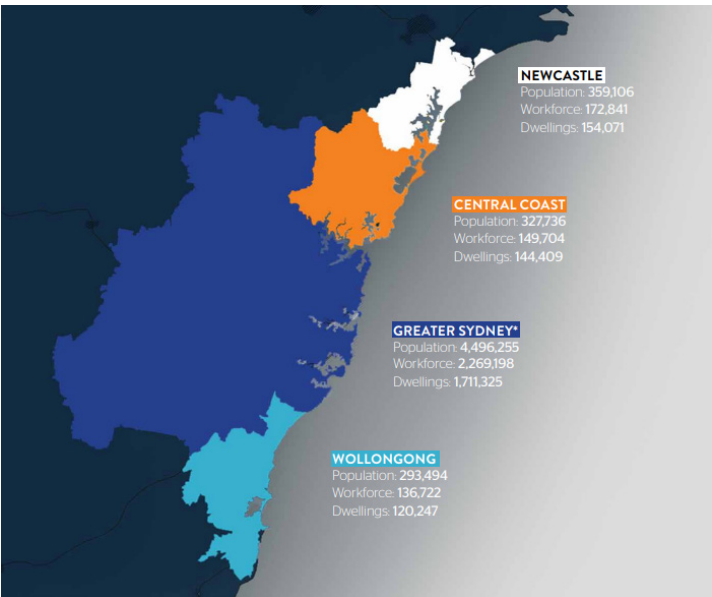 NEWCASTLE
Population: 359,106
Workforce: 172,841
Dwellings: 154,071
CENTRAL COAST
Population: 327,736
Workforce: 149,704
Dwellings: 144,409
GREATER SYDNEY*
Population: 4,496,255
Workforce: 2,269,198
Dwellings: 1,711,325
WOLLONGONG
Population: 293,494
Workforce: 136,722
Dwellings: 120,247